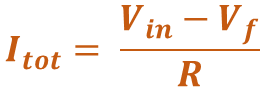 I_tot = (V_in − V_f) / R